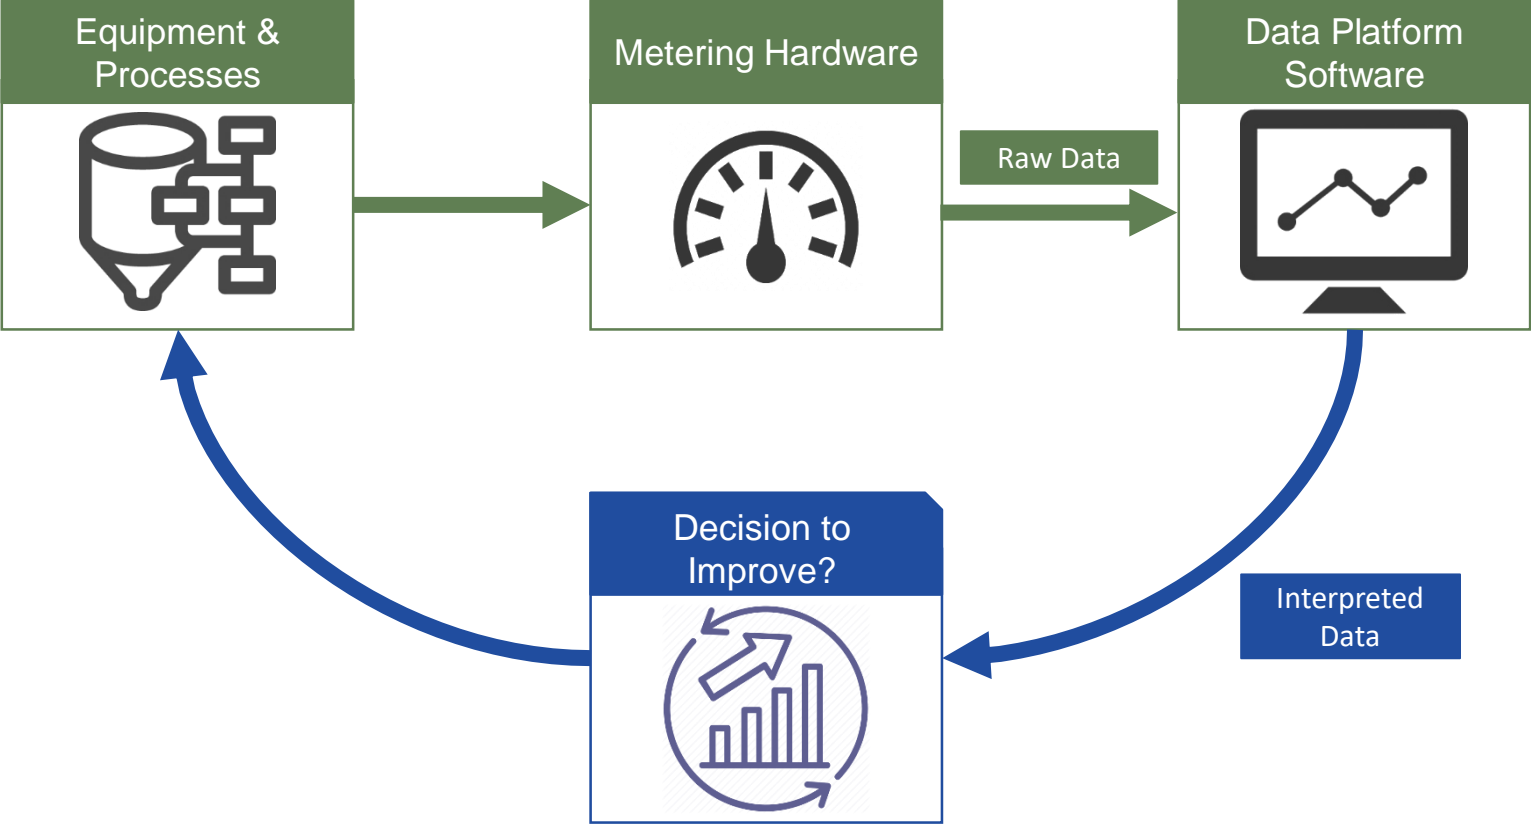 Equipment &
Processes
Metering Hardware
Data Platform
Software
Raw Data
Decision to
Improve?
Interpreted
Data